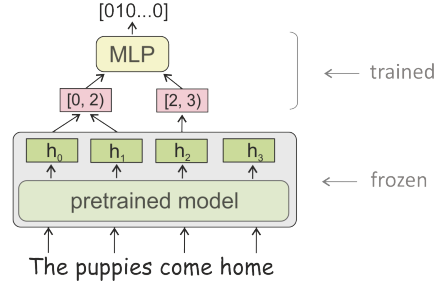 [010...0]
MLP
trained
[0, 2) [2, 3)
h0 h1 h2 h3
pretrained model
frozen
The puppies come home